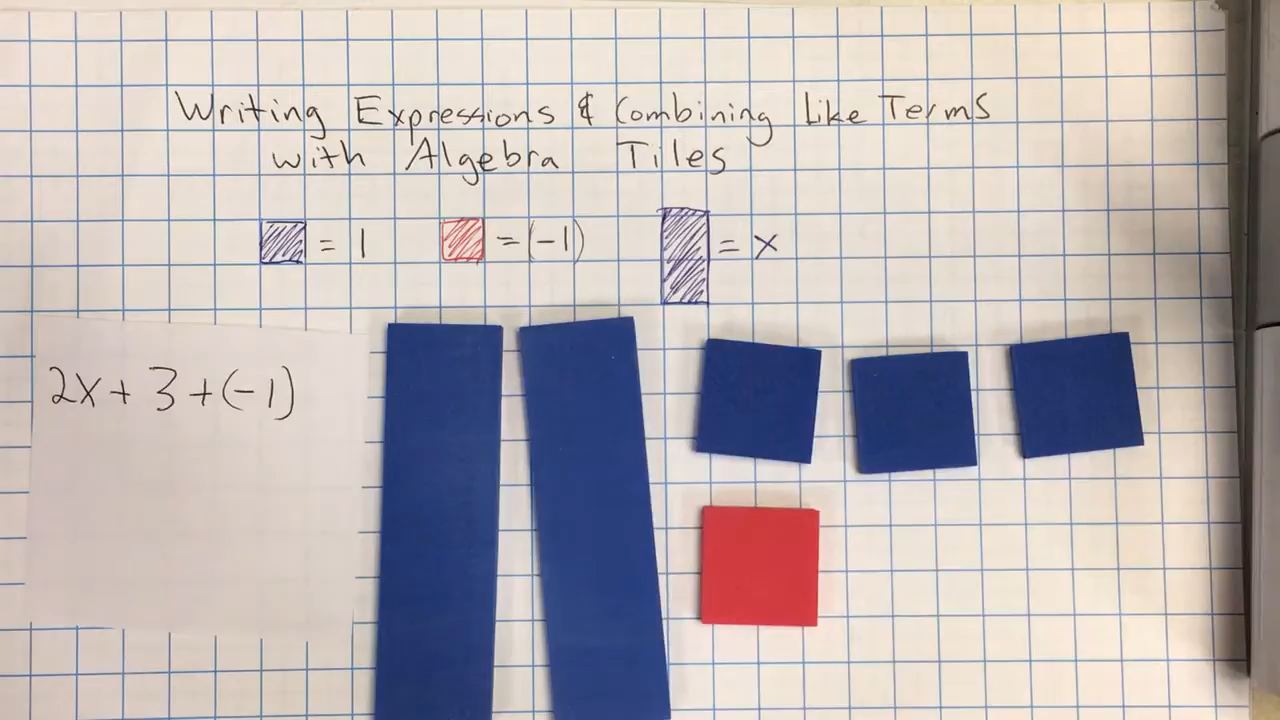 Writing Expressions & Combining Like Terms
with Algebra Tiles
= 1 = (-1) = x
2x + 3 + (-1)